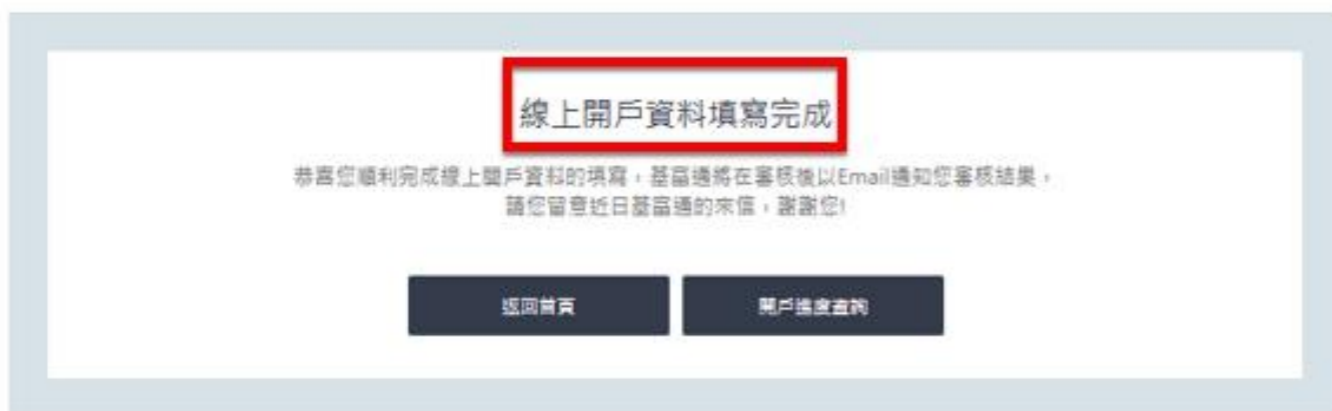 線上開戶資料填寫完成
恭喜您順利完成線上開戶資料的填寫，基富通將在審核後以Email通知您審核結果，
請您留意近日基富通的來信，謝謝您!
返回首頁
開戶進度查詢